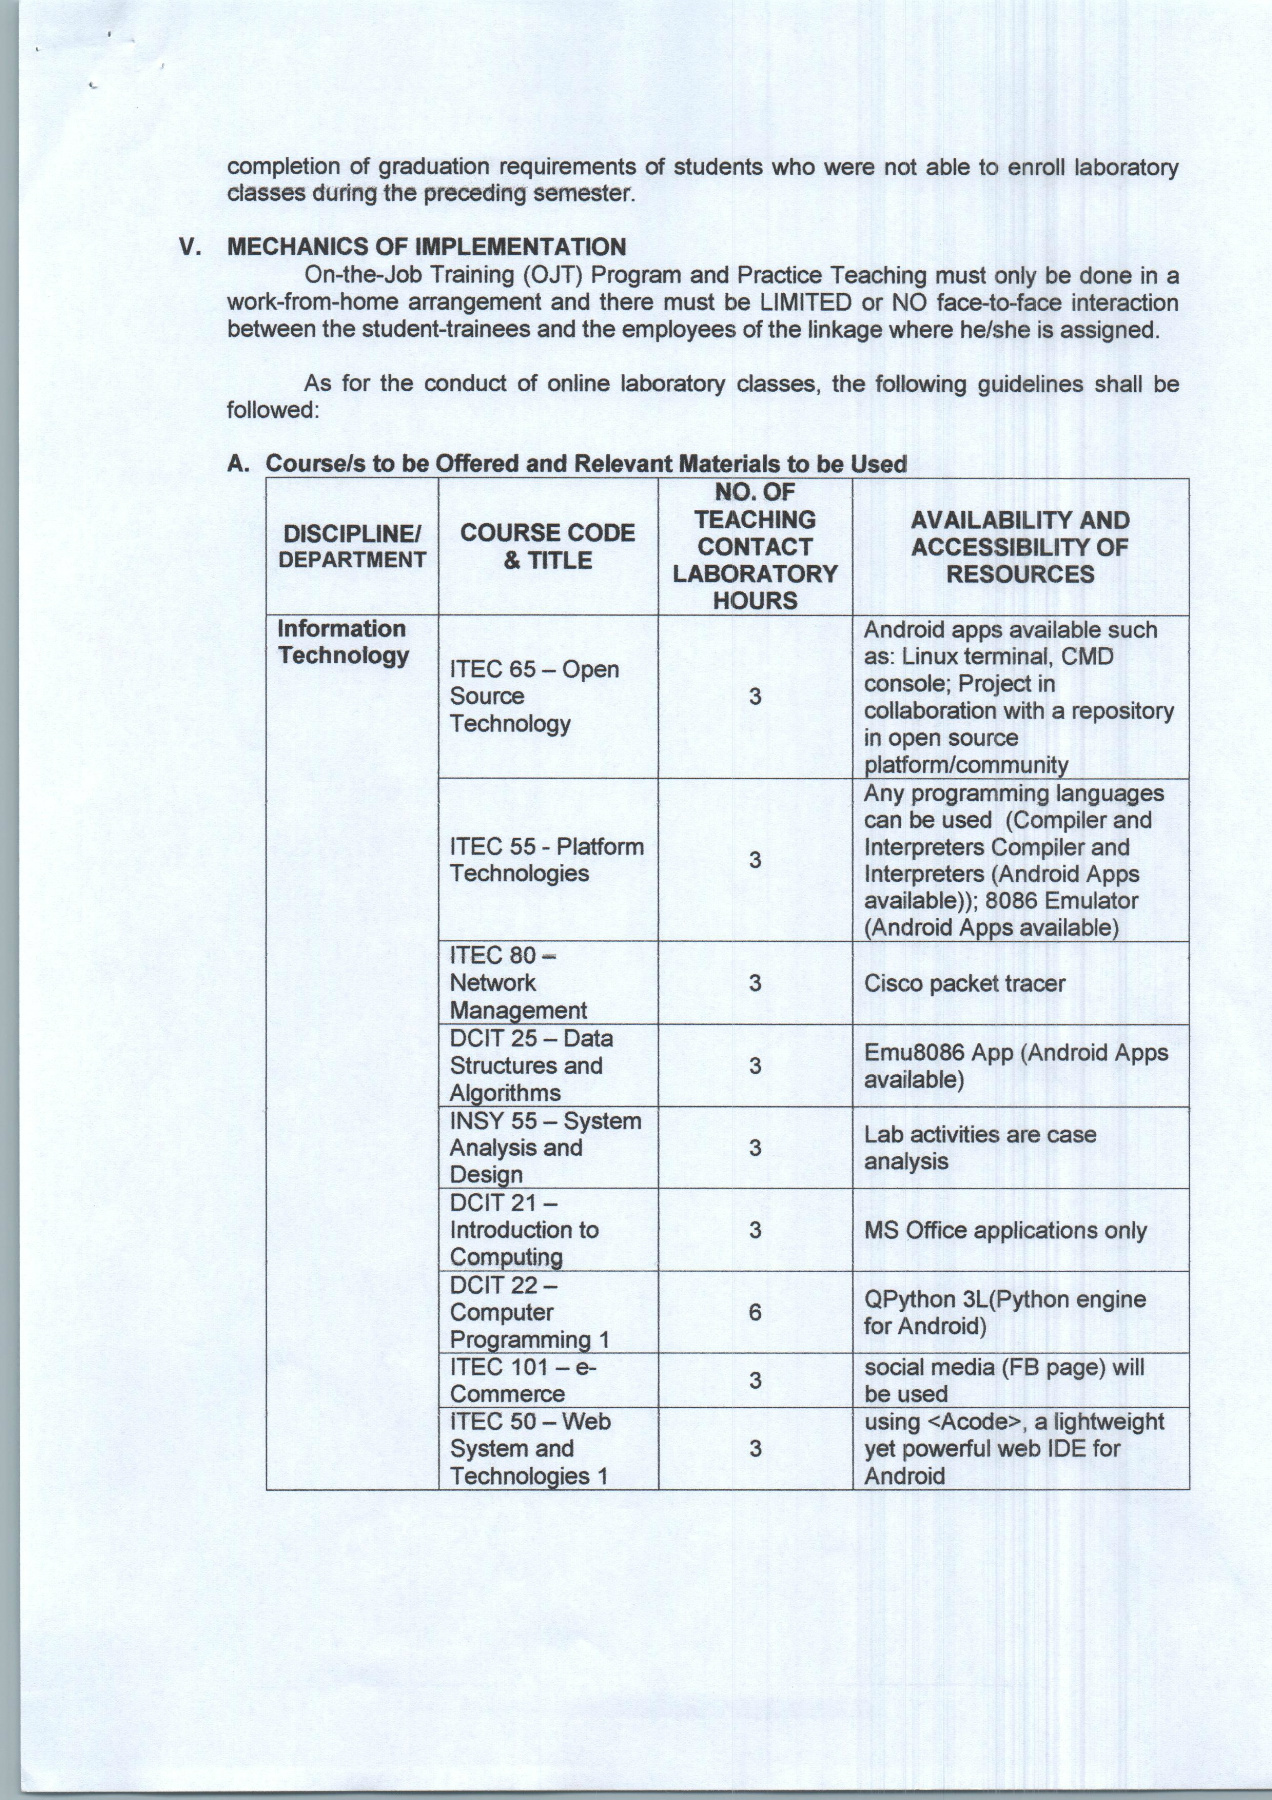 completion of graduation requirements of students who were not able to enroll laboratory
classes during the preceding semester.
V. MECHANICS OF IMPLEMENTATION
On-the-Job Training (OJT) Program and Practice Teaching must only be done in a
work-from-home arrangement and there must be LIMITED or NO face-to-face interaction
between the student-trainees and the employees of the linkage where he/she is assigned.
As for the conduct of online laboratory classes, the following guidelines shall be
followed:
A. Course/s to be Offered and Relevant Materials to be Used
DISCIPLINE/
DEPARTMENT
COURSE CODE
& TITLE
NO. OF
TEACHING
CONTACT
LABORATORY
HOURS
AVAILABILITY AND
ACCESSIBILITY OF
RESOURCES
Information
Technology
ITEC 65 – Open
Source
Technology
3
Android apps available such
as: Linux terminal, CMD
console; Project in
collaboration with a repository
in open source
platform/community
ITEC 55 - Platform
Technologies
3
Any programming languages
can be used (Compiler and
Interpreters Compiler and
Interpreters (Android Apps
available)); 8086 Emulator
(Android Apps available)
ITEC 80 –
Network
Management
3
Cisco packet tracer
DCIT 25 – Data
Structures and
Algorithms
3
Emu8086 App (Android Apps
available)
INSY 55 – System
Analysis and
Design
3
Lab activities are case
analysis
DCIT 21 –
Introduction to
Computing
3
MS Office applications only
DCIT 22 –
Computer
Programming 1
6
QPython 3L(Python engine
for Android)
ITEC 101 – e-
Commerce
3
social media (FB page) will
be used
ITEC 50 – Web
System and
Technologies 1
3
using <Acode>, a lightweight
yet powerful web IDE for
Android